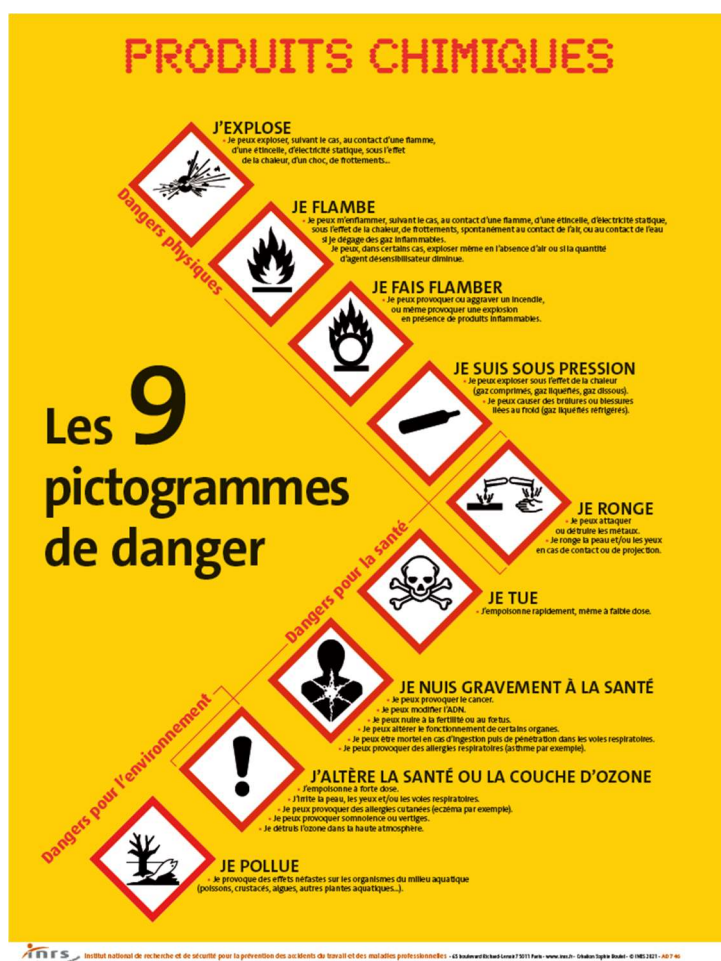 PRODUITS CHIMIQUES
J'EXPLOSE
• Je peux exploser, suivant le cas, au contact d'une flamme,
d'une étincelle, d'électricité statique, sous l'effet
de la chaleur, d'un choc, de frottements...
Dangers physiques
JE FLAMBE
• Je peux m'enflammer, suivant le cas, au contact d'une flamme, d'une étincelle, d'électricité statique,
sous l'effet de la chaleur, de frottements, spontanément au contact de l'air, ou au contact de l'eau
si je dégage des gaz inflammables.
Je peux, dans certains cas, exploser même en l'absence d'air ou si la quantité
d'agent désensibilisateur diminue.
JE FAIS FLAMBER
• Je peux provoquer ou aggraver un incendie,
ou même provoquer une explosion
en présence de produits inflammables.
JE SUIS SOUS PRESSION
• Je peux exploser sous l'effet de la chaleur
(gaz comprimés, gaz liquéfiés, gaz dissous).
• Je peux causer des brûlures ou blessures
liées au froid (gaz liquéfiés réfrigérés).
Les 9
pictogrammes
de danger
JE RONGE
• Je peux attaquer
ou détruire les métaux.
• Je ronge la peau et/ou les yeux
en cas de contact ou de projection.
Dangers pour la santé
JE TUE
• J'empoisonne rapidement, même à faible dose.
JE NUIS GRAVEMENT À LA SANTÉ
• Je peux provoquer le cancer.
• Je peux modifier l'ADN.
• Je peux nuire à la fertilité ou au fœtus.
• Je peux altérer le fonctionnement de certains organes.
• Je peux être mortel en cas d'ingestion puis de pénétration dans les voies respiratoires.
• Je peux provoquer des allergies respiratoires (asthme par exemple).
Dangers pour l'environnement
J'ALTÈRE LA SANTÉ OU LA COUCHE D'OZONE
• J'empoisonne à forte dose.
• J'irrite la peau, les yeux et/ou les voies respiratoires.
• Je peux provoquer des allergies cutanées (eczéma par exemple).
• Je peux provoquer somnolence ou vertiges.
• Je détruis l'ozone dans la haute atmosphère.
JE POLLUE
• Je provoque des effets néfastes sur les organismes du milieu aquatique
(poissons, crustacés, algues, autres plantes aquatiques...).
inrs Institut national de recherche et de sécurité pour la prévention des accidents du travail et des maladies professionnelles • 65 boulevard Richard-Lenoir 75011 Paris • www.inrs.fr • Création Sophie Boulet • © INRS 2021 • AD 746